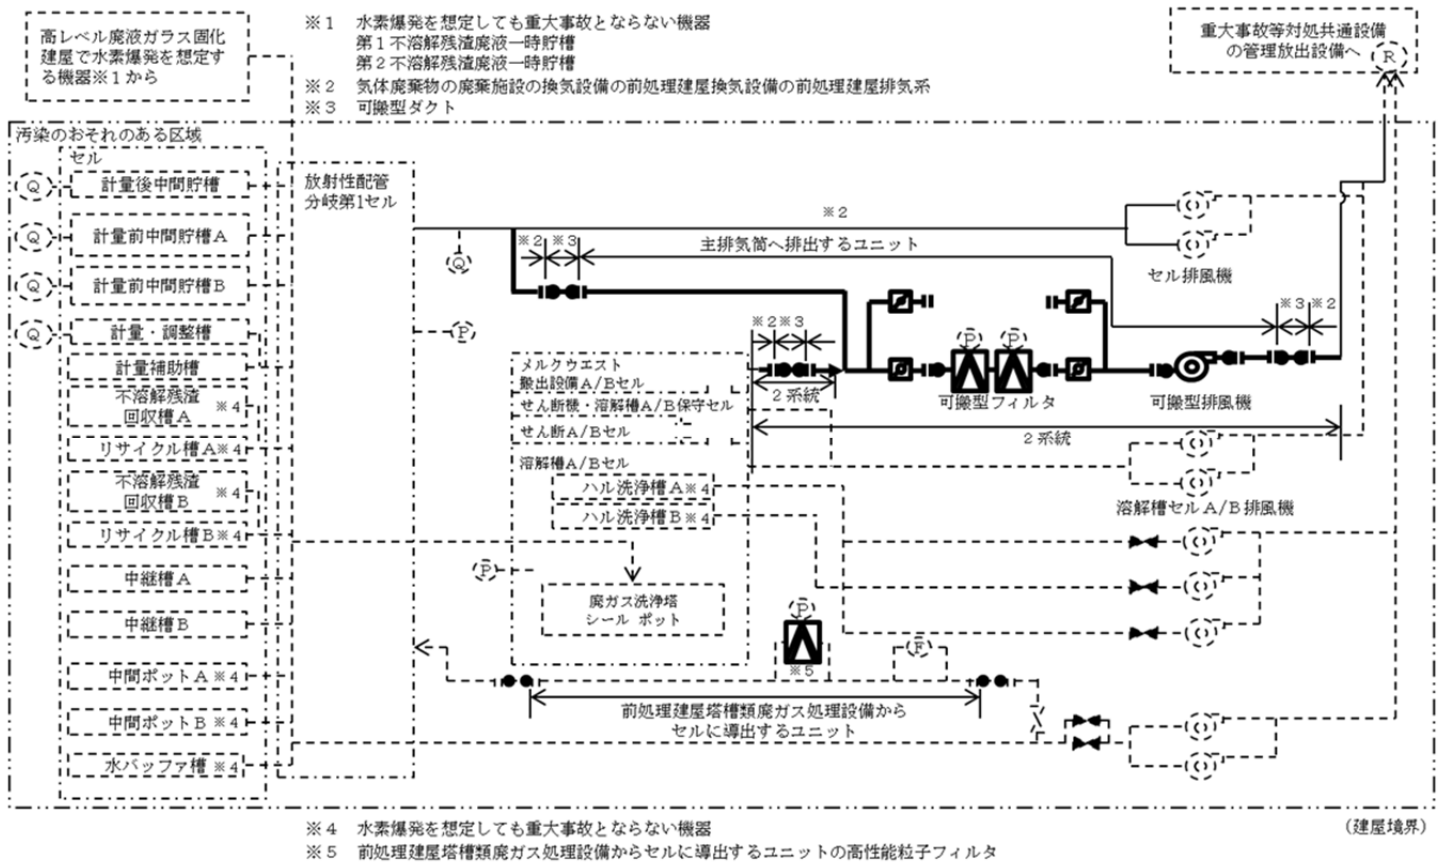 高レベル廃液ガラス固化
建屋で水素爆発を想定す
る機器※1から
※1 水素爆発を想定しても重大事故とならない機器
第1不溶解残渣廃液一時貯槽
第2不溶解残渣廃液一時貯槽
※2 気体廃棄物の廃棄施設の換気設備の前処理建屋換気設備の前処理建屋排気系
※3 可搬型ダクト
重大事故等対処共通設備
の管理放出設備へ
R
汚染のおそれのある区域
セル
Q
計量後中間貯槽
Q
計量前中間貯槽A
Q
計量前中間貯槽B
Q
計量・調整槽
計量補助槽
不溶解残渣
回収槽A ※4
リサイクル槽A※4
不溶解残渣
回収槽B ※4
リサイクル槽B※4
中継槽A
中継槽B
中間ポットA※4
中間ポットB※4
水バッファ槽※4
放射性配管
分岐第1セル
※2
※2 ※3
主排気筒へ排出するユニット
Q
P
セル排風機
※3 ※2
※2※3
P
P
2系統
可搬型フィルタ
可搬型排風機
2系統
メルクウエスト
搬出設備A/Bセル
せん断機・溶解槽A/B保守セル
せん断A/Bセル
溶解槽A/Bセル
ハル洗浄槽A※4
ハル洗浄槽B※4
溶解槽セルA/B排風機
P
廃ガス洗浄塔
シール ポット
P
※5
F
前処理建屋塔槽類廃ガス処理設備から
セルに導出するユニット
(建屋境界)
※4 水素爆発を想定しても重大事故とならない機器
※5 前処理建屋塔槽類廃ガス処理設備からセルに導出するユニットの高性能粒子フィルタ